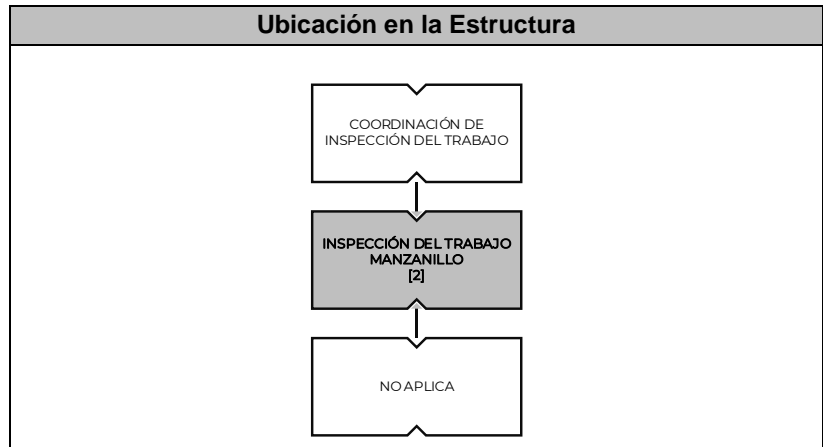 Ubicación en la Estructura
COORDINACIÓN DE
INSPECCIÓN DEL TRABAJO
INSPECCIÓN DEL TRABAJO
MANZANILLO
[2]
NO APLICA